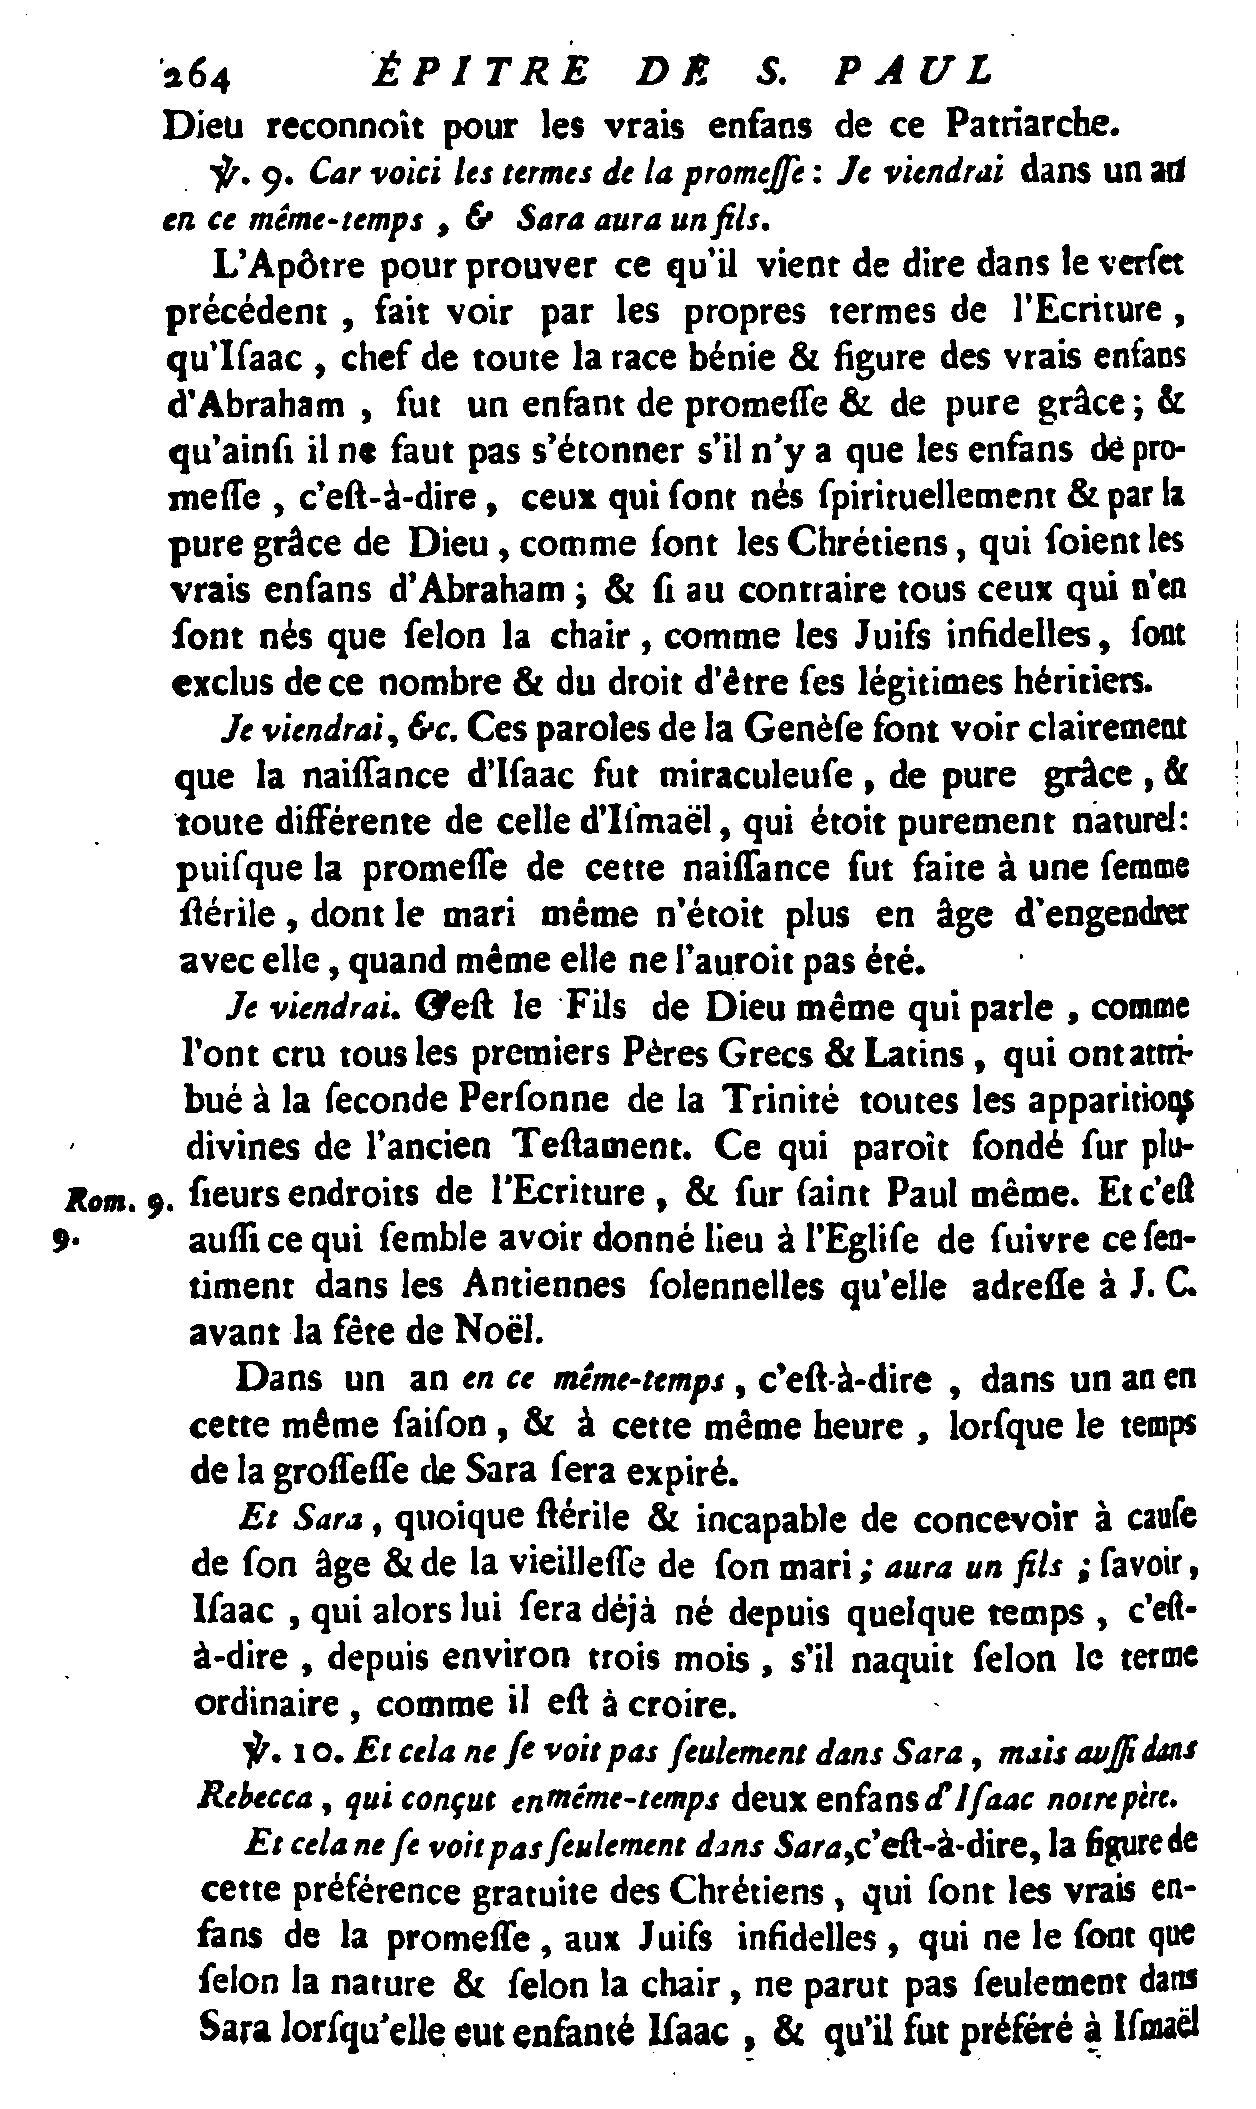 264 ÉPITRE DE S. PAUL
Dieu reconnoît pour les vrais enfans de ce Patriarche.
℣. 9. Car voici les termes de la promeſſe : Je viendrai dans un an
en ce même-temps , & Sara aura un fils.
L'Apôtre pour prouver ce qu'il vient de dire dans le verſet
précédent , fait voir par les propres termes de l'Ecriture ,
qu'Iſaac , chef de toute la race bénie & figure des vrais enfans
d'Abraham , fut un enfant de promeſſe & de pure grâce ; &
qu'ainſi il ne faut pas s'étonner s'il n'y a que les enfans de pro-
meſſe , c'eſt-à-dire , ceux qui ſont nés ſpirituellement & par la
pure grâce de Dieu , comme ſont les Chrétiens , qui ſoient les
vrais enfans d'Abraham ; & ſi au contraire tous ceux qui n'en
ſont nés que ſelon la chair , comme les Juifs infidelles , ſont
exclus de ce nombre & du droit d'être ſes légitimes héritiers.
Je viendrai, &c. Ces paroles de la Genèſe font voir clairement
que la naiſſance d'Iſaac fut miraculeuſe , de pure grâce , &
toute différente de celle d'Iſmaël , qui étoit purement naturel :
puiſque la promeſſe de cette naiſſance fut faite à une femme
ſtérile , dont le mari même n'étoit plus en âge d'engendrer
avec elle , quand même elle ne l'auroit pas été.
Je viendrai. C'eſt le Fils de Dieu même qui parle , comme
l'ont cru tous les premiers Pères Grecs & Latins , qui ont attri-
bué à la ſeconde Perſonne de la Trinité toutes les apparitions
divines de l'ancien Teſtament. Ce qui paroît fondé ſur plu-
Rom. 9. ſieurs endroits de l'Ecriture , & ſur ſaint Paul même. Et c'eſt
9. auſſi ce qui ſemble avoir donné lieu à l'Egliſe de ſuivre ce ſen-
timent dans les Antiennes ſolennelles qu'elle adreſſe à J. C.
avant la fête de Noël.
Dans un an en ce même-temps , c'eſt-à-dire , dans un an en
cette même ſaiſon , & à cette même heure , lorſque le temps
de la groſſeſſe de Sara ſera expiré.
Et Sara , quoique ſtérile & incapable de concevoir à cauſe
de ſon âge & de la vieilleſſe de ſon mari ; aura un fils ; ſavoir ,
Iſaac , qui alors lui ſera déjà né depuis quelque temps , c'eſt-
à-dire , depuis environ trois mois , s'il naquit ſelon le terme
ordinaire , comme il eſt à croire.
℣. 10. Et cela ne ſe voit pas ſeulement dans Sara , mais auſſi dans
Rebecca , qui conçut en même-temps deux enfans d'Iſaac notre père.
Et cela ne ſe voit pas ſeulement dans Sara, c'eſt-à-dire, la figure de
cette préférence gratuite des Chrétiens , qui ſont les vrais en-
fans de la promeſſe , aux Juifs infidelles , qui ne le ſont que
ſelon la nature & ſelon la chair , ne parut pas ſeulement dans
Sara lorſqu'elle eut enfanté Iſaac , & qu'il fut préféré à Iſmaël